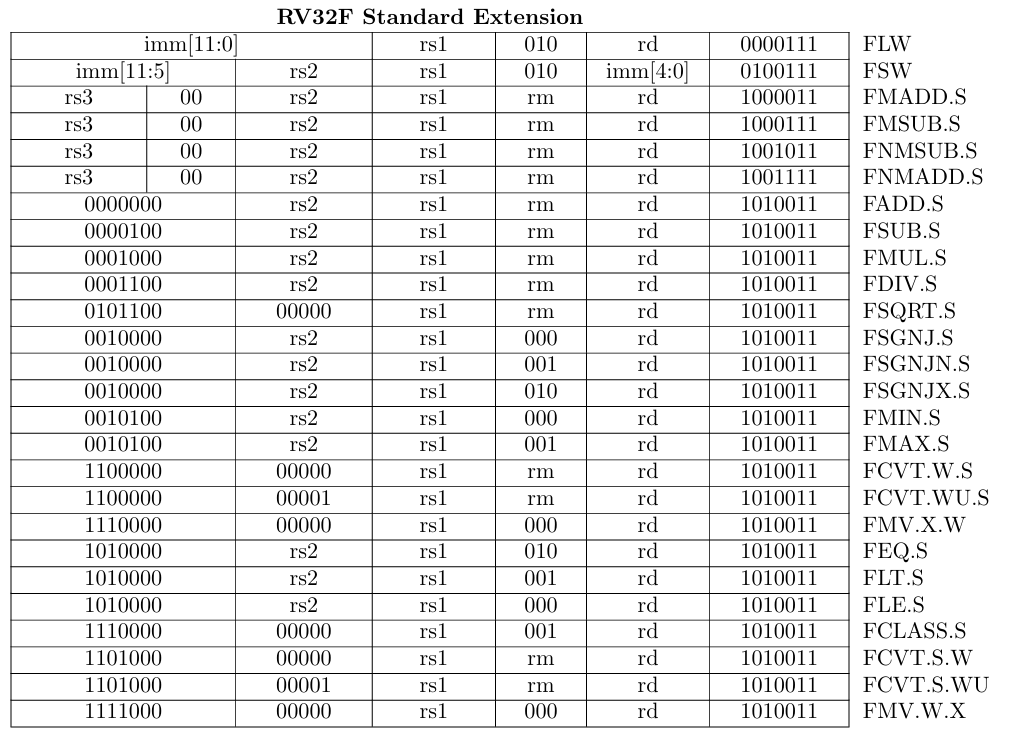 RV32F Standard Extension
imm[11:0] rs1 010 rd 0000111 FLW
imm[11:5] rs2 rs1 010 imm[4:0] 0100111 FSW
rs3 00 rs2 rs1 rm rd 1000011 FMADD.S
rs3 00 rs2 rs1 rm rd 1000111 FMSUB.S
rs3 00 rs2 rs1 rm rd 1001011 FNMSUB.S
rs3 00 rs2 rs1 rm rd 1001111 FNMADD.S
0000000 rs2 rs1 rm rd 1010011 FADD.S
0000100 rs2 rs1 rm rd 1010011 FSUB.S
0001000 rs2 rs1 rm rd 1010011 FMUL.S
0001100 rs2 rs1 rm rd 1010011 FDIV.S
0101100 00000 rs1 rm rd 1010011 FSQRT.S
0010000 rs2 rs1 000 rd 1010011 FSGNJ.S
0010000 rs2 rs1 001 rd 1010011 FSGNJN.S
0010000 rs2 rs1 010 rd 1010011 FSGNJX.S
0010100 rs2 rs1 000 rd 1010011 FMIN.S
0010100 rs2 rs1 001 rd 1010011 FMAX.S
1100000 00000 rs1 rm rd 1010011 FCVT.W.S
1100000 00001 rs1 rm rd 1010011 FCVT.WU.S
1110000 00000 rs1 000 rd 1010011 FMV.X.W
1010000 rs2 rs1 010 rd 1010011 FEQ.S
1010000 rs2 rs1 001 rd 1010011 FLT.S
1010000 rs2 rs1 000 rd 1010011 FLE.S
1110000 00000 rs1 001 rd 1010011 FCLASS.S
1101000 00000 rs1 rm rd 1010011 FCVT.S.W
1101000 00001 rs1 rm rd 1010011 FCVT.S.WU
1111000 00000 rs1 000 rd 1010011 FMV.W.X